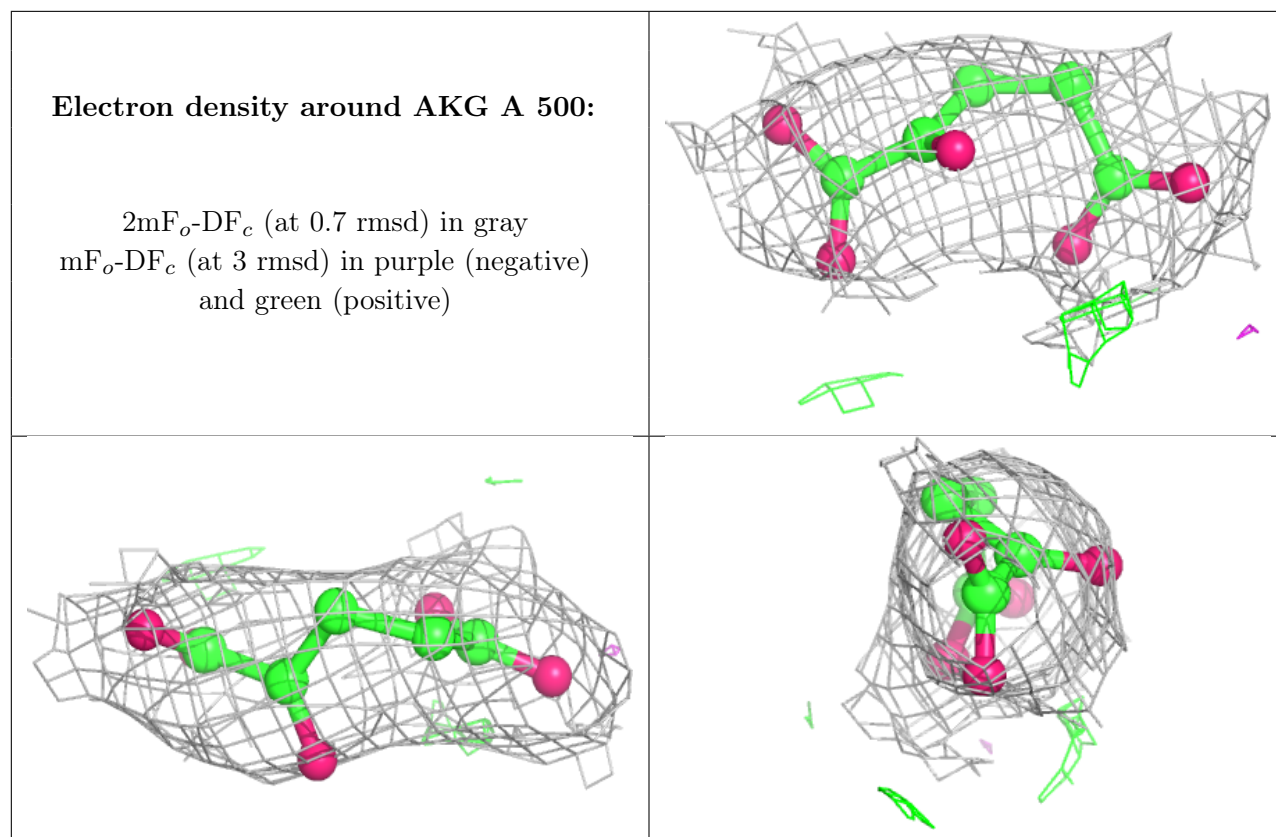 Electron density around AKG A 500:
2mFₒ-DF𝒸 (at 0.7 rmsd) in gray
mFₒ-DF𝒸 (at 3 rmsd) in purple (negative)
and green (positive)